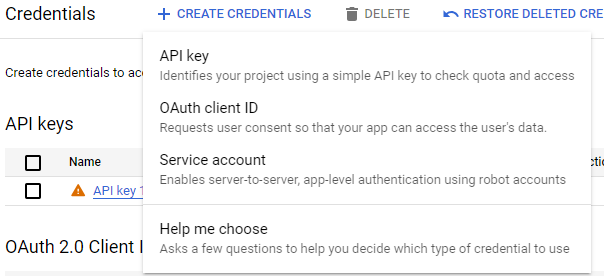 Credentials + CREATE CREDENTIALS DELETE RESTORE DELETED CRE
API key
Identifies your project using a simple API key to check quota and access
Create credentials to acc
OAuth client ID
Requests user consent so that your app can access the user's data.
API keys
Service account
Enables server-to-server, app-level authentication using robot accounts
Name
API key 1
Help me choose
Asks a few questions to help you decide which type of credential to use
OAuth 2.0 Client I